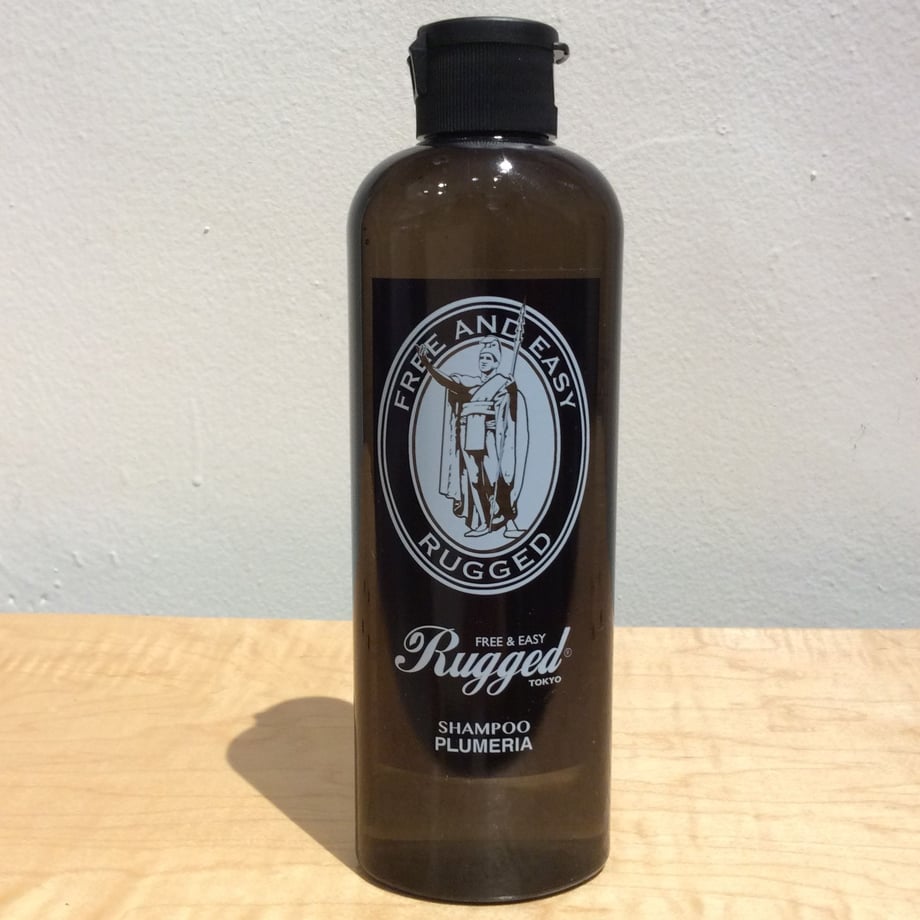 FREE AND EASY
RUGGED
FREE & EASY
Rugged®
TOKYO
SHAMPOO
PLUMERIA